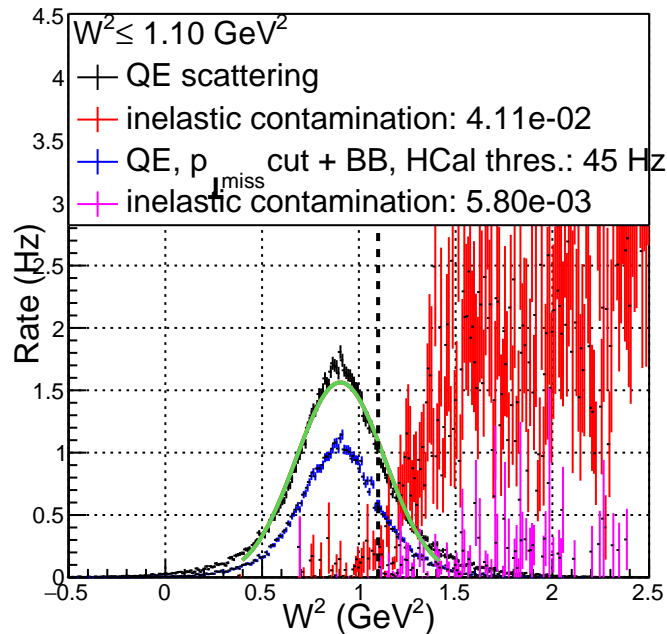 4.5
W² ≤ 1.10 GeV²
4
QE scattering
inelastic contamination: 4.11e-02
3.5
QE, p⊥^miss cut + BB, HCal thres.: 45 Hz
3
inelastic contamination: 5.80e-03
2.5
2
1.5
1
0.5
0
Rate (Hz)
−0.5 0 0.5 1 1.5 2 2.5
W² (GeV²)